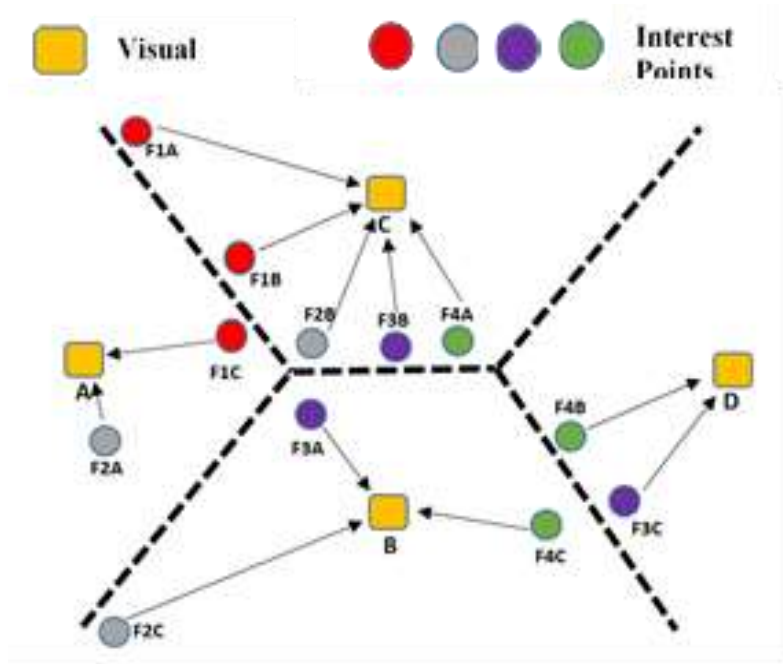 Visual
Interest
Points
F1A
C
F1B
F2B
F3B
F4A
F1C
A
F2A
F3A
F4B
D
F3C
B
F4C
F2C